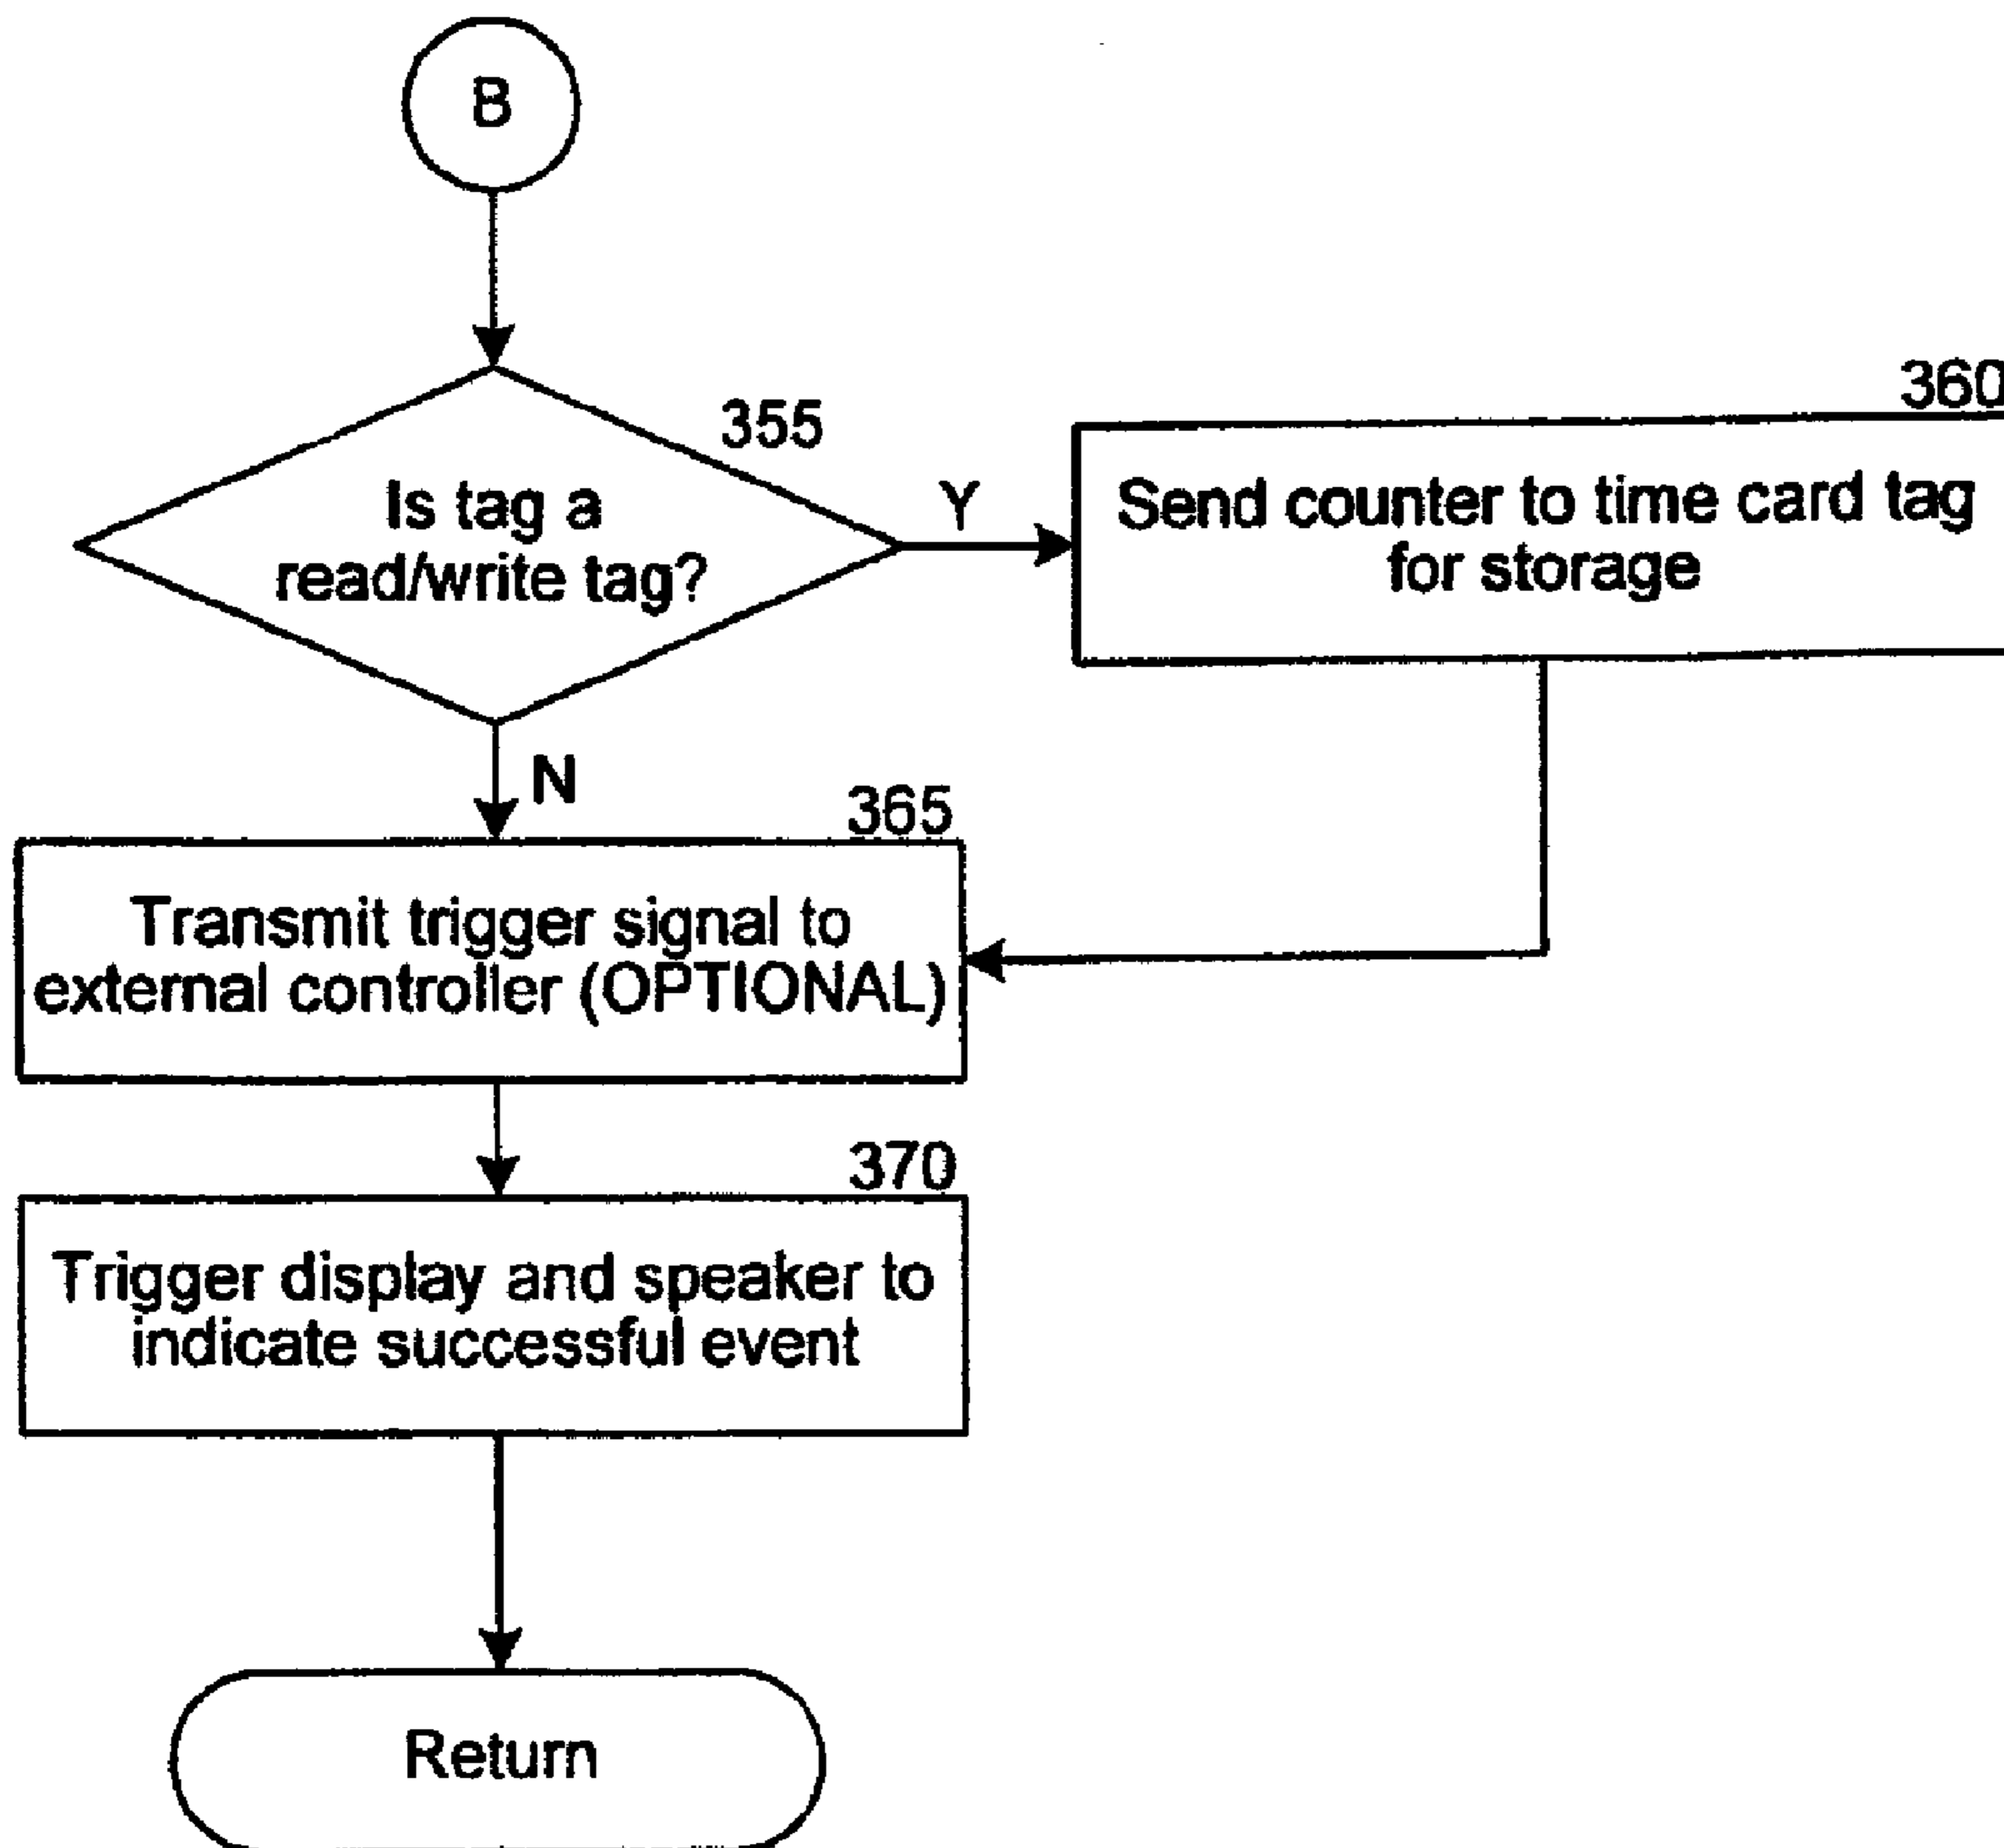 B
355
Is tag a
read/write tag?
Y
360
Send counter to time card tag
for storage
N
365
Transmit trigger signal to
external controller (OPTIONAL)
370
Trigger display and speaker to
indicate successful event
Return